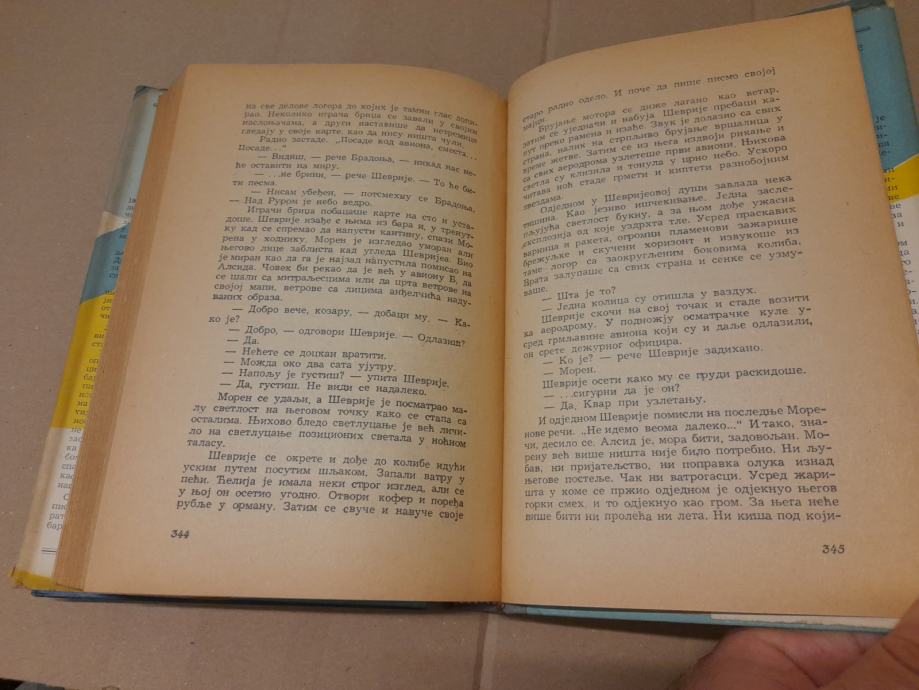 на све делове логора до којих је тамни глас допи-
рао. Неколико играча брица се завали у својим
наслоњачама, а други наставише да нетремице
гледају у своје карте, као да нису ништа чули.
Радио застаде. „Посаде код авиона, сместа...
Посаде...“
— Видиш, — рече Брадоња, — никад нас не-
ће оставити на миру.
— ...не брини, — рече Шеврије. — То ће би-
ти песма.
— Нисам убеђен, — потсмехну се Брадоња.
— Над Руром је небо ведро.
Играчи брица побацаше карте на сто и уста-
доше. Шеврије изађе с њима из бара и, у тренут-
ку кад се спремао да напусти кантину, спази Мо-
рена у ходнику. Морен је изгледао уморан али
његово лице заблиста кад угледа Шевријеа. Био
је миран као да га је најзад напустила помисао на
Алсида. Човек би рекао да је већ у авиону Б, да
се шали са митраљесцима или да црта ветрове на
својој мапи, ветрове са лицима анђелчића наду-
ваних образа.
— Добро вече, козару, — добаци му. — Ка-
ко је?
— Добро, — одговори Шеврије. — Одлазиш?
— Да.
— Нећете се доцкан вратити.
— Можда око два сата ујутру.
— Напољу је густиш? — упита Шеврије.
— Да, густиш. Не види се надалеко.
Морен се удаљи, а Шеврије је посматрао ма-
лу светлост на његовом точку како се стапа са
осталима. Њихово бледо светлуцање је већ личи-
ло на светлуцање позиционих светала у ноћном
таласу.
Шеврије се окрете и дође до колибе идући
уским путем посутим шљаком. Запали ватру у
пећи. Ћелија је имала неки строг изглед, али се
у њој он осетио угодно. Отвори кофер и поређа
рубље у орману. Затим се свуче и навуче своје
344
старо радно одело. И поче да пише писмо својој
мајци.
Брујање мотора се диже лагано као ветар,
затим се уједначи и набуја Шеврије пребаци ка-
пут преко рамена и изађе. Звук је долазио са свих
страна, налик на стрпљиво брујање вршалица у
време жетве. Затим се из њега издвоји рикање и
са свих аеродрома узлетеше први авиони. Њихова
светла су клизила и тонула у црно небо. Ускоро
читава ноћ стаде грмети и киптети разнобојним
звездама.
Одједном у Шевријеовој души завлада нека
тишина. Као језиво ишчекивање. Једна засле-
пљујућа светлост букну, а за њом дође ужасна
експлозија од које уздрхта тле. Усред праскавих
варница и ракета, огромни пламенови зажарише
брежуљке и скучени хоризонт и извукоше из
таме логор са заокругљеним боковима колиба.
Врата залупаше са свих страна и сенке се узму-
ваше.
— Шта је то?
— Једна колица су отишла у ваздух.
Шеврије скочи на свој точак и стаде возити
ка аеродрому. У подножју осматрачке куле у-
сред грмљавине авиона који су и даље одлазили,
он срете дежурног официра.
— Ко је? — рече Шеврије задихано.
— Морен.
Шеврије осети како му се груди раскидоше.
— ...сигурни да је он?
— Да. Квар при узлетању.
И одједном Шеврије помисли на последње Море-
нове речи. „Не идемо веома далеко...“ И тако, зна-
чи, десило се. Алсид је, мора бити, задовољан. Мо-
рену већ више ништа није било потребно. Ни љу-
бав, ни пријатељство, ни поправка олука изнад
његове постеље. Чак ни ватрогасци. Усред жари-
шта у коме се пржио одједном је одјекнуо његов
горки смех. и то одјекнуо као гром. За њега неће
више бити ни пролећа ни лета. Ни киша под који-
345